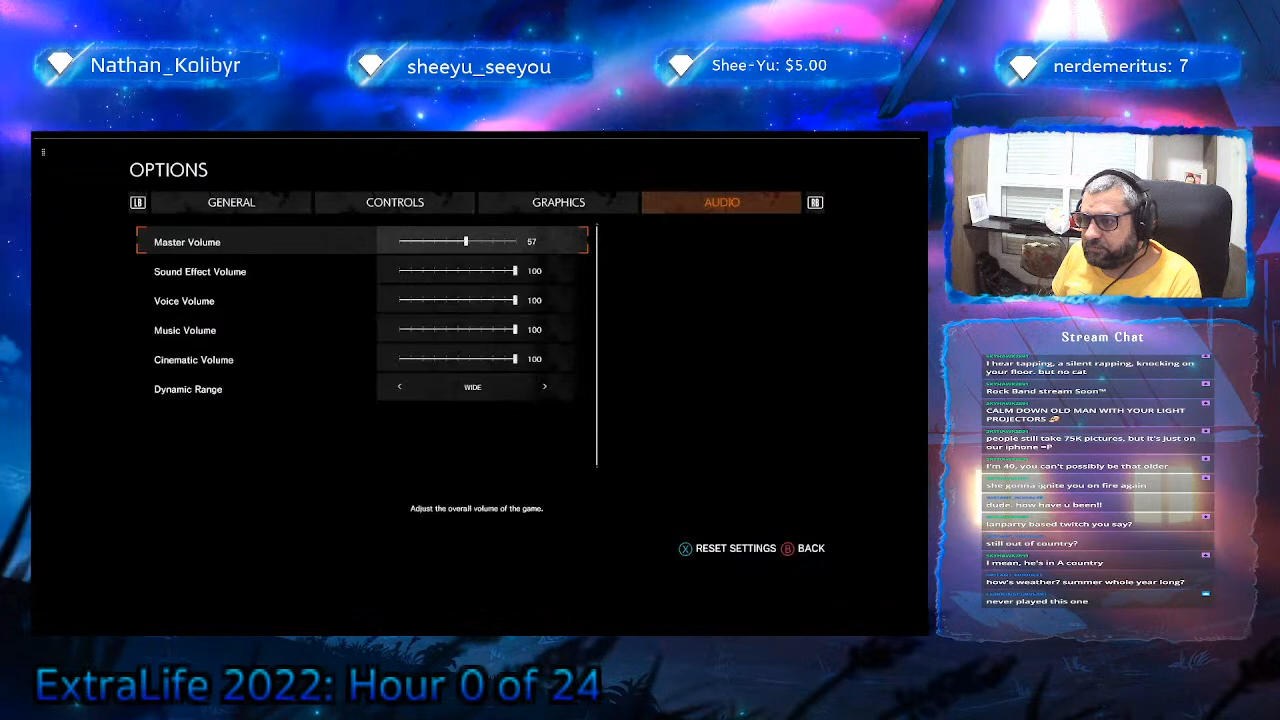 Nathan_Kolibyr
sheeyu_seeyou
Shee-Yu: $5.00
nerdemeritus: 7
OPTIONS
LB
GENERAL
CONTROLS
GRAPHICS
AUDIO
RB
Master Volume
57
Sound Effect Volume
100
Voice Volume
100
Music Volume
100
Cinematic Volume
100
Dynamic Range
< WIDE >
Adjust the overall volume of the game.
X RESET SETTINGS B BACK
Stream Chat
I hear tapping, a silent rapping, knocking on
your floor. but no cat
Rock Band stream Soon™
CALM DOWN OLD MAN WITH YOUR LIGHT
PROJECTORS
people still take 75K pictures, but it's just on
our iphone =P
I'm 40, you can't possibly be that older
she gonna ignite you on fire again
dude. how have u been!!
lanparty based twitch you say?
still out of country?
I mean, he's in A country
how's weather? summer whole year long?
never played this one
ExtraLife 2022: Hour 0 of 24